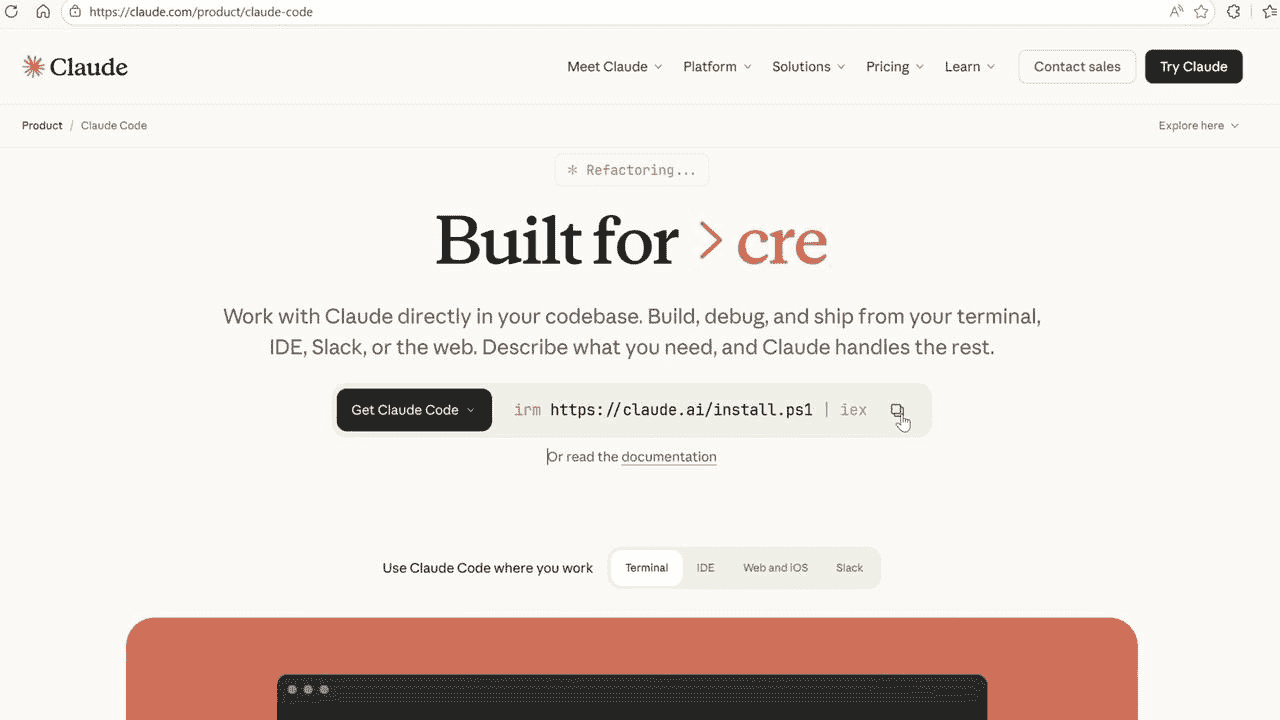 https://claude.com/product/claude-code
Claude
Meet Claude
Platform
Solutions
Pricing
Learn
Contact sales
Try Claude
Product / Claude Code
Explore here
* Refactoring...
Built for > cre
Work with Claude directly in your codebase. Build, debug, and ship from your terminal,
IDE, Slack, or the web. Describe what you need, and Claude handles the rest.
Get Claude Code
irm https://claude.ai/install.ps1 | iex
Or read the documentation
Use Claude Code where you work
Terminal
IDE
Web and iOS
Slack